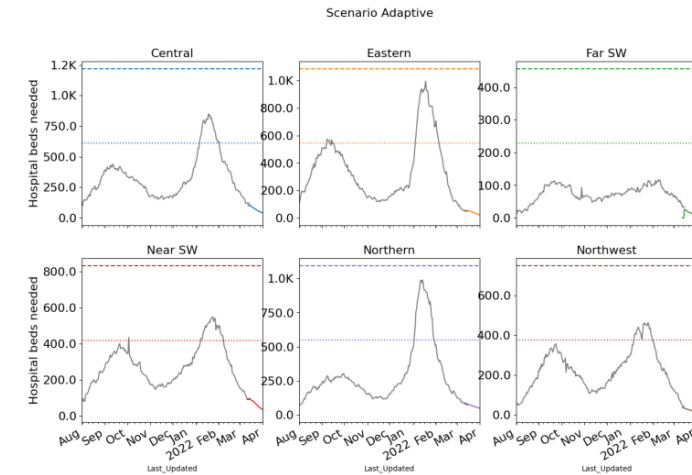 Scenario Adaptive
Central
Eastern
Far SW
Hospital beds needed
1.2K
1.0K
750.0
500.0
250.0
0.0
1.0K
800.0
600.0
400.0
200.0
0.0
400.0
300.0
200.0
100.0
0.0
Near SW
Northern
Northwest
Hospital beds needed
800.0
600.0
400.0
200.0
0.0
1.0K
750.0
500.0
250.0
0.0
600.0
400.0
200.0
0.0
Aug Sep Oct Nov Dec Jan 2022 Feb Mar Apr
Aug Sep Oct Nov Dec Jan 2022 Feb Mar Apr
Aug Sep Oct Nov Dec Jan 2022 Feb Mar Apr
Last_Updated
Last_Updated
Last_Updated